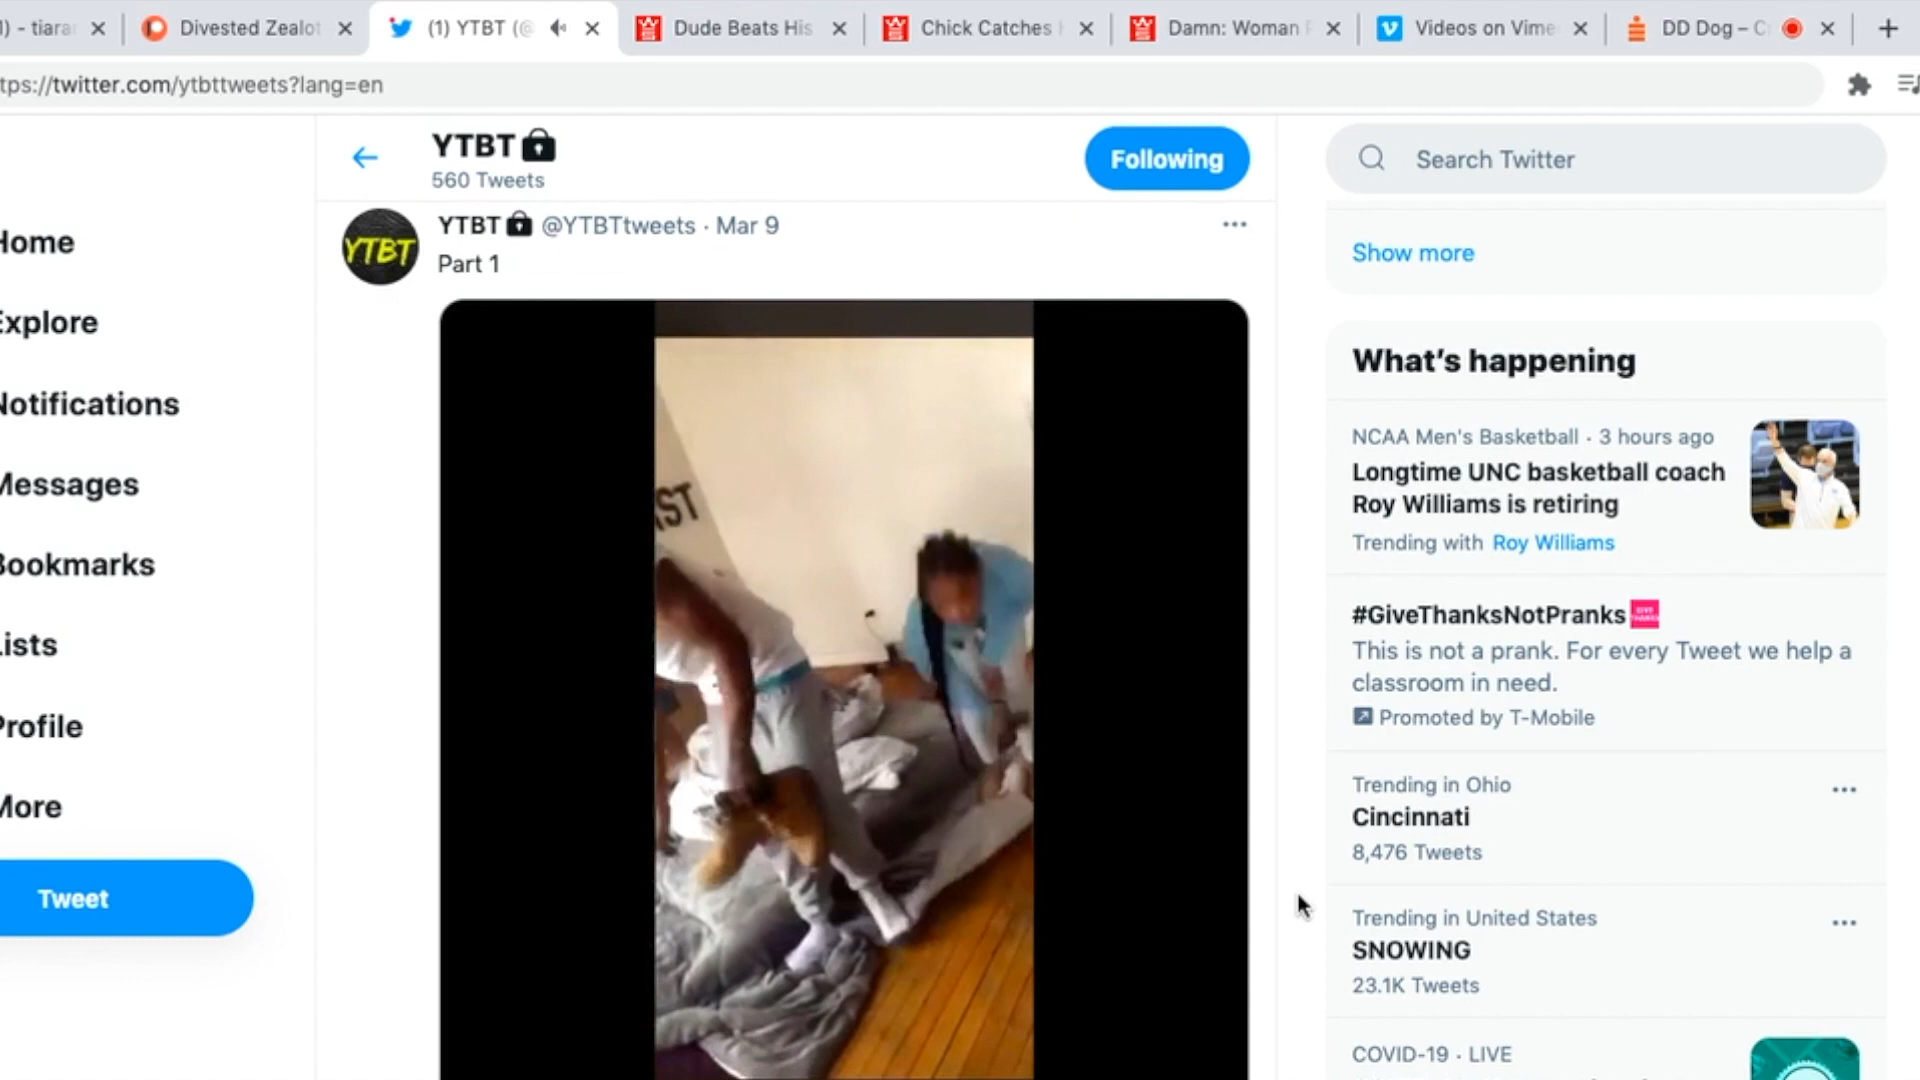 ) - tiarar
Divested Zealot
(1) YTBT (@
Dude Beats His
Chick Catches
Damn: Woman
Videos on Vime
DD Dog – C
tps://twitter.com/ytbttweets?lang=en
YTBT
560 Tweets
Following
Search Twitter
Home
Explore
Notifications
Messages
Bookmarks
Lists
Profile
More
Tweet
YTBT
YTBT @YTBTtweets · Mar 9
Part 1
ST
Show more
What's happening
NCAA Men's Basketball · 3 hours ago
Longtime UNC basketball coach
Roy Williams is retiring
Trending with Roy Williams
#GiveThanksNotPranks
This is not a prank. For every Tweet we help a
classroom in need.
Promoted by T-Mobile
Trending in Ohio
Cincinnati
8,476 Tweets
Trending in United States
SNOWING
23.1K Tweets
COVID-19 · LIVE